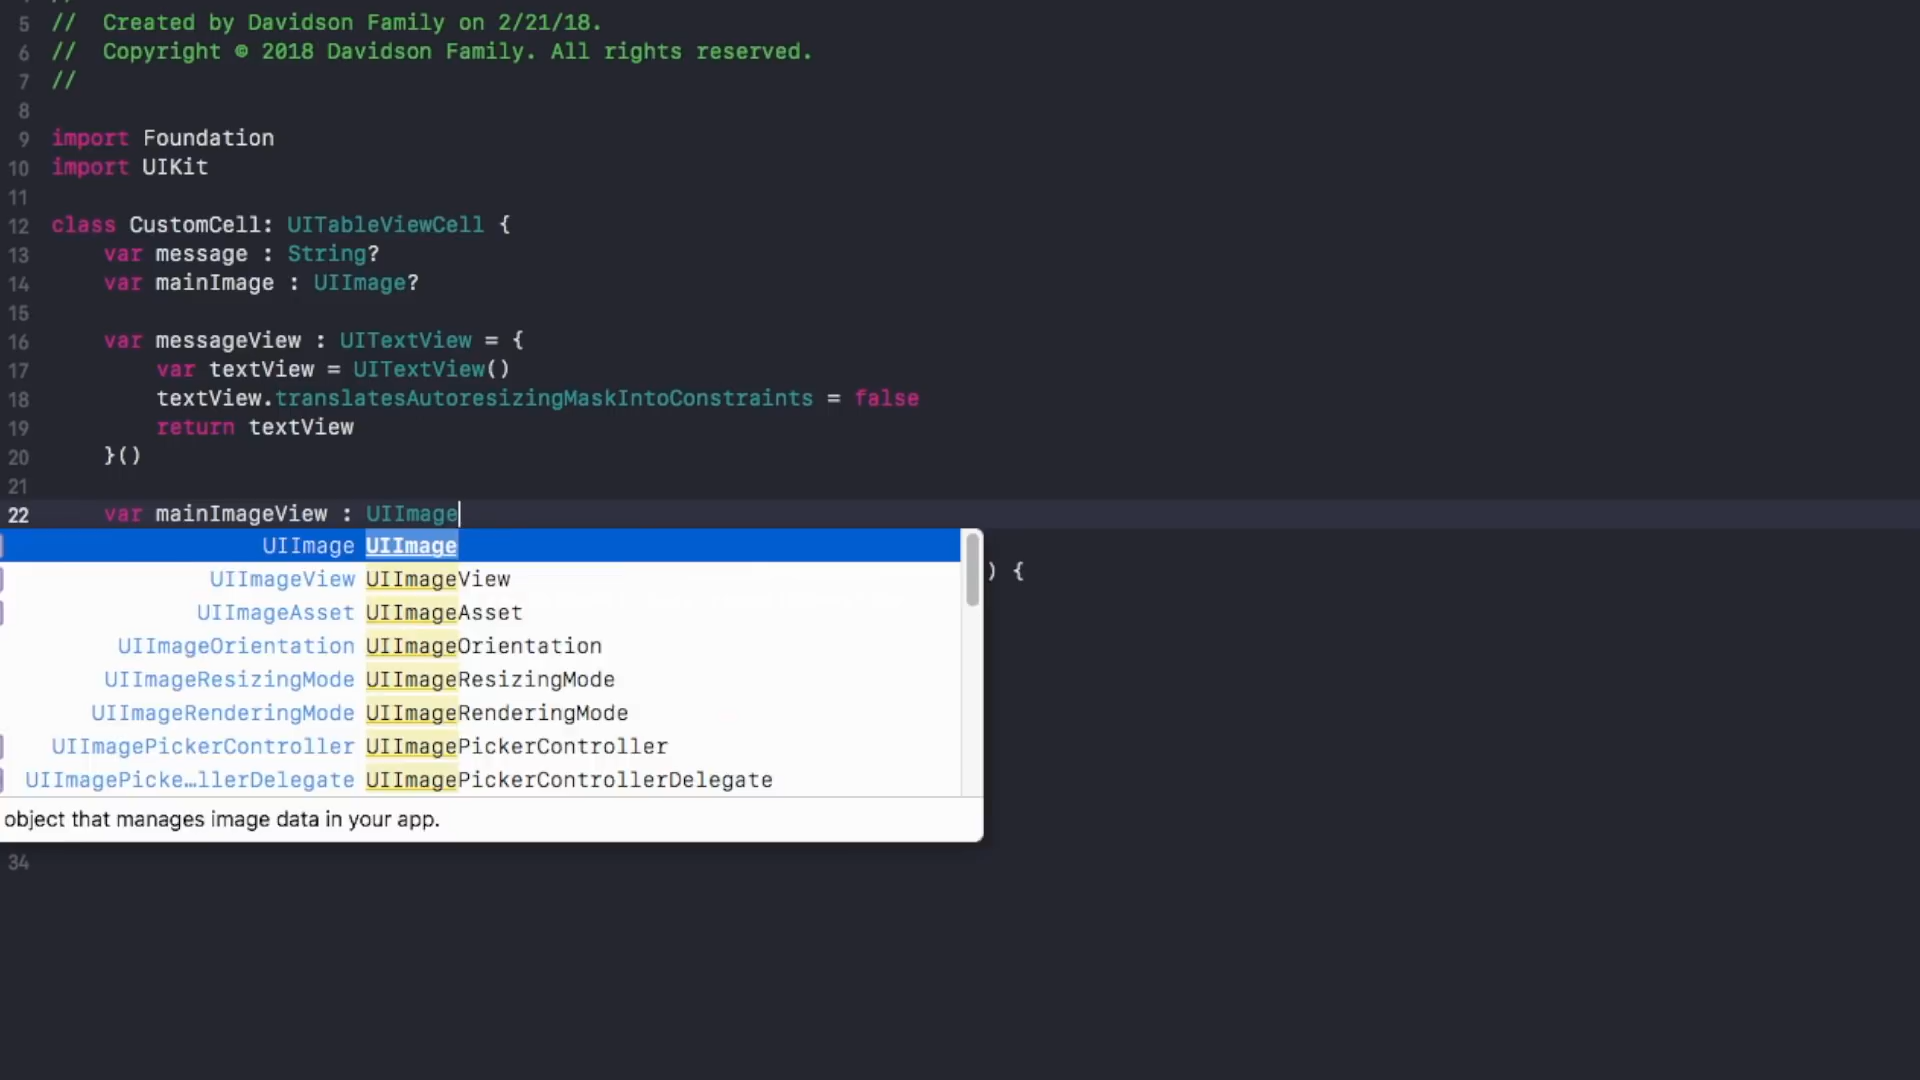 5 // Created by Davidson Family on 2/21/18.
6 // Copyright © 2018 Davidson Family. All rights reserved.
7 //
8
9 import Foundation
10 import UIKit
11
12 class CustomCell: UITableViewCell {
13 var message : String?
14 var mainImage : UIImage?
15
16 var messageView : UITextView = {
17 var textView = UITextView()
18 textView.translatesAutoresizingMaskIntoConstraints = false
19 return textView
20 }()
21
22 var mainImageView : UIImage
UIImage UIImage
) {
UIImageView UIImageView
UIImageAsset UIImageAsset
UIImageOrientation UIImageOrientation
UIImageResizingMode UIImageResizingMode
UIImageRenderingMode UIImageRenderingMode
UIImagePickerController UIImagePickerController
UIImagePicke…llerDelegate UIImagePickerControllerDelegate
object that manages image data in your app.
34